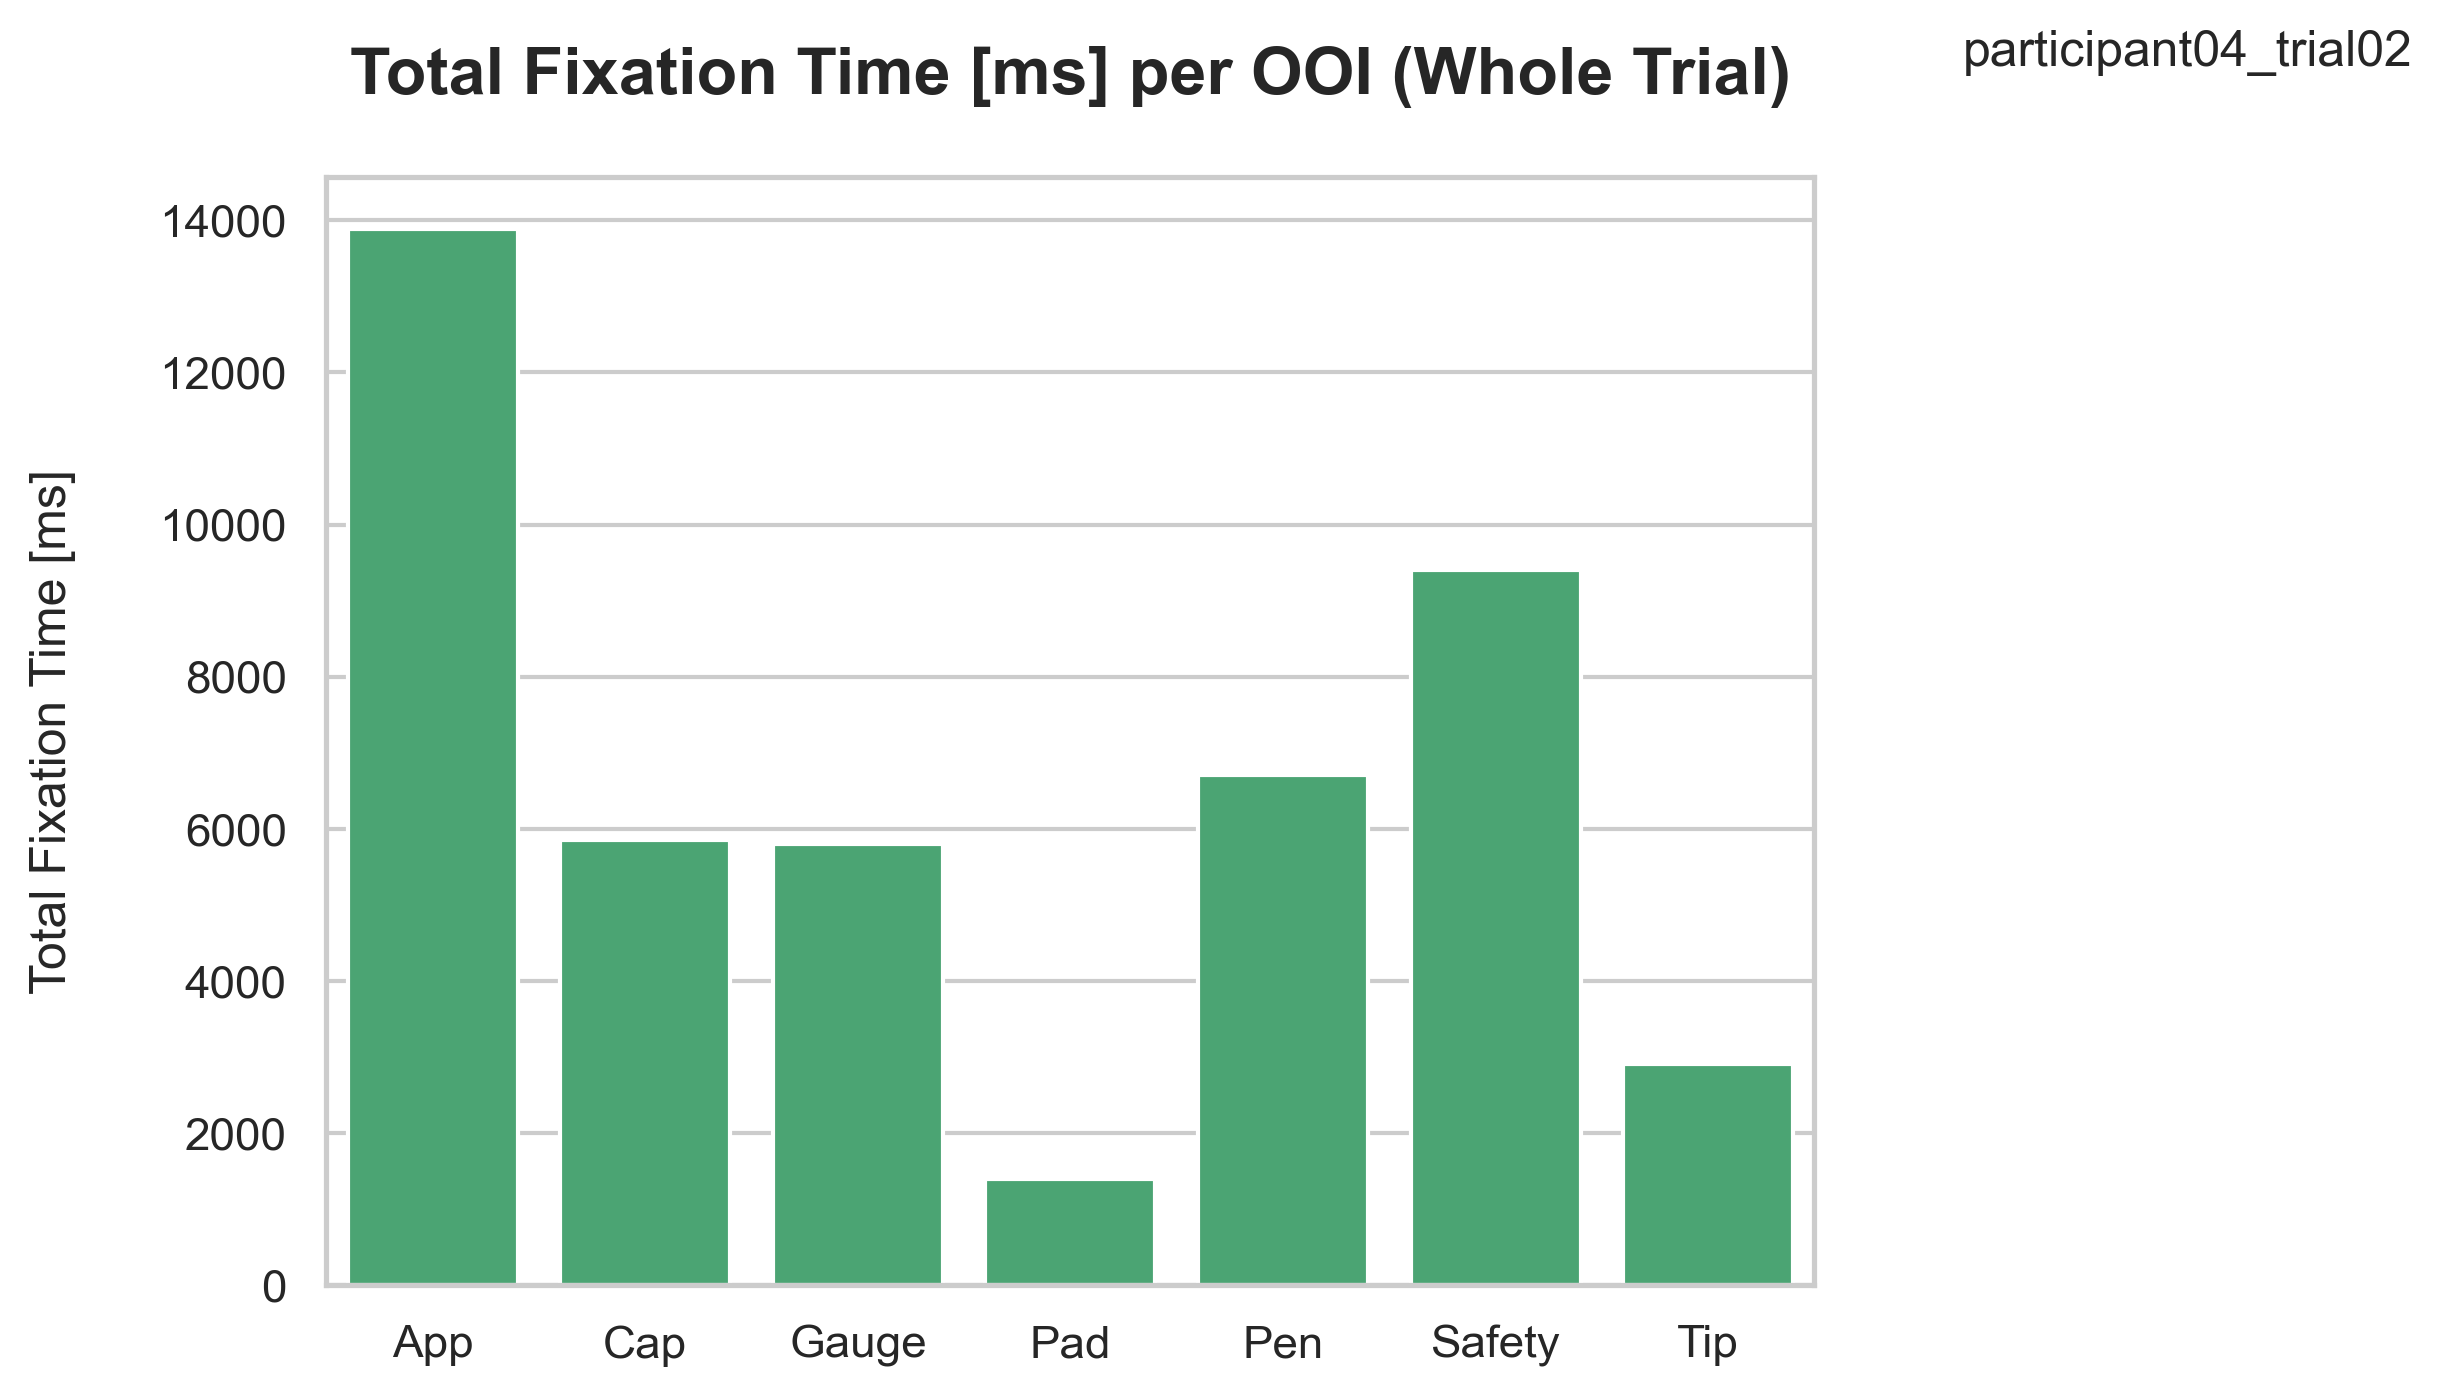 Total Fixation Time [ms] per OOI (Whole Trial)
participant04_trial02
Total Fixation Time [ms]
14000
12000
10000
8000
6000
4000
2000
0
App Cap Gauge Pad Pen Safety Tip